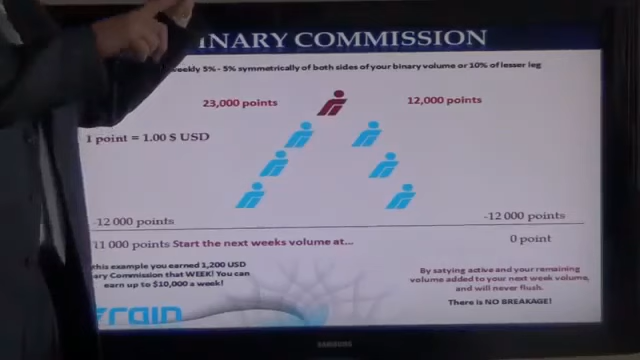 INARY COMMISSION
weekly 5% - 5% symmetrically of both sides of your binary volume or 10% of lesser leg
23,000 points
12,000 points
1 point = 1.00 $ USD
-12 000 points
-12 000 points
11 000 points Start the next weeks volume at...
0 point
this example you earned 1,200 USD
ary Commission that WEEK! You can
earn up to $10,000 a week!
By satying active and your remaining
volume added to your next week volume,
and will never flush.
There is NO BREAKAGE!
rain
SAMSUNG